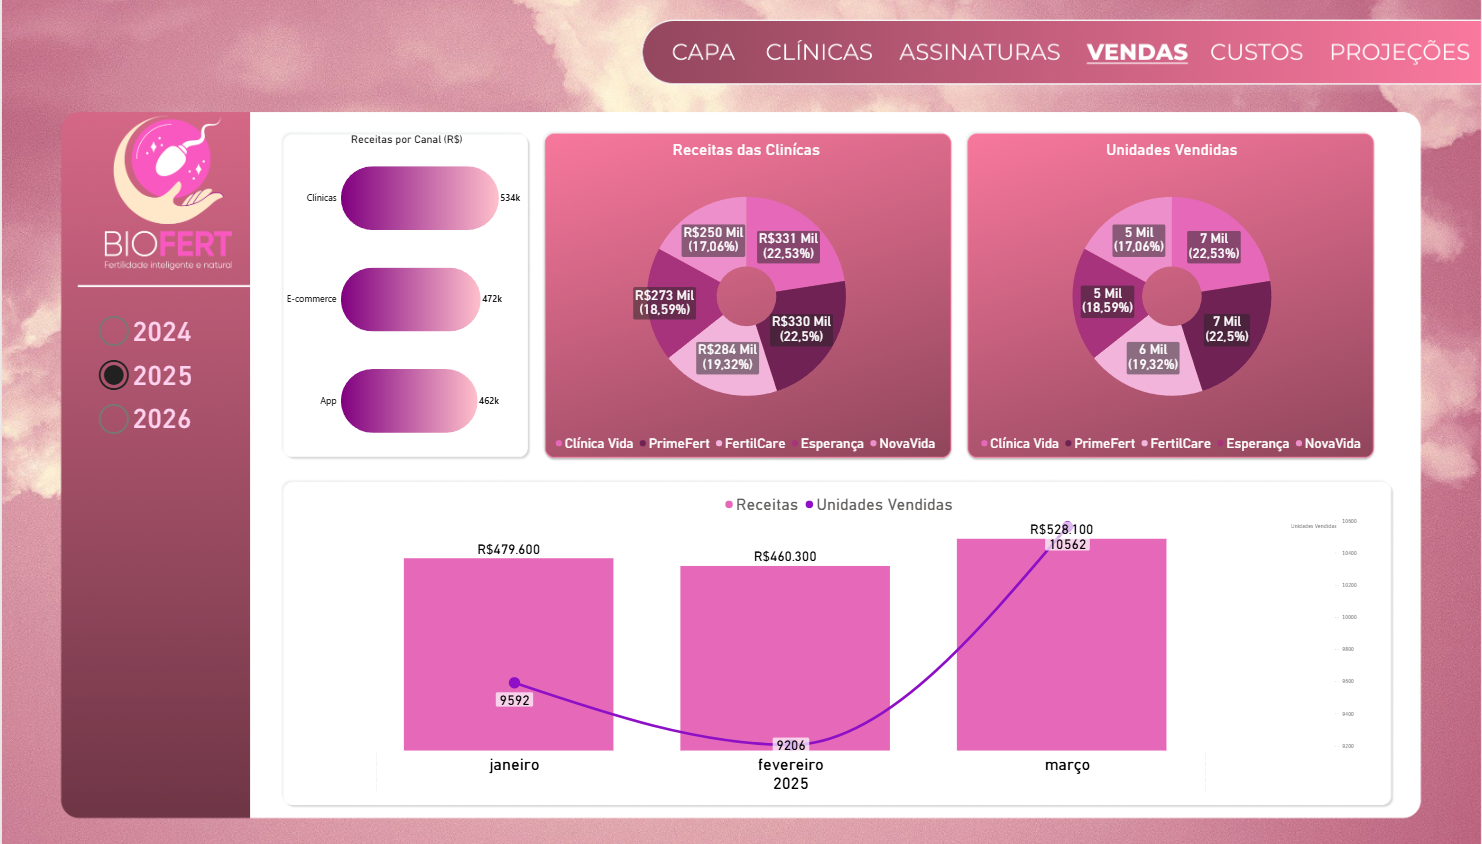 CAPA CLÍNICAS ASSINATURAS VENDAS CUSTOS PROJEÇÕES
BIOFERT
Fertilidade inteligente e natural
2024
2025
2026
Receitas por Canal (R$)
Clínicas 534k
E-commerce 472k
App 462k
Receitas das Clinícas
R$250 Mil
(17,06%)
R$331 Mil
(22,53%)
R$273 Mil
(18,59%)
R$330 Mil
(22,5%)
R$284 Mil
(19,32%)
Clínica Vida PrimeFert FertilCare Esperança NovaVida
Unidades Vendidas
5 Mil
(17,06%)
7 Mil
(22,53%)
5 Mil
(18,59%)
7 Mil
(22,5%)
6 Mil
(19,32%)
Clínica Vida PrimeFert FertilCare Esperança NovaVida
Receitas Unidades Vendidas
R$479.600
R$460.300
R$528.100
9592
9206
10562
janeiro
fevereiro
março
2025
Unidades Vendidas
10600
10400
10200
10000
9800
9600
9400
9200